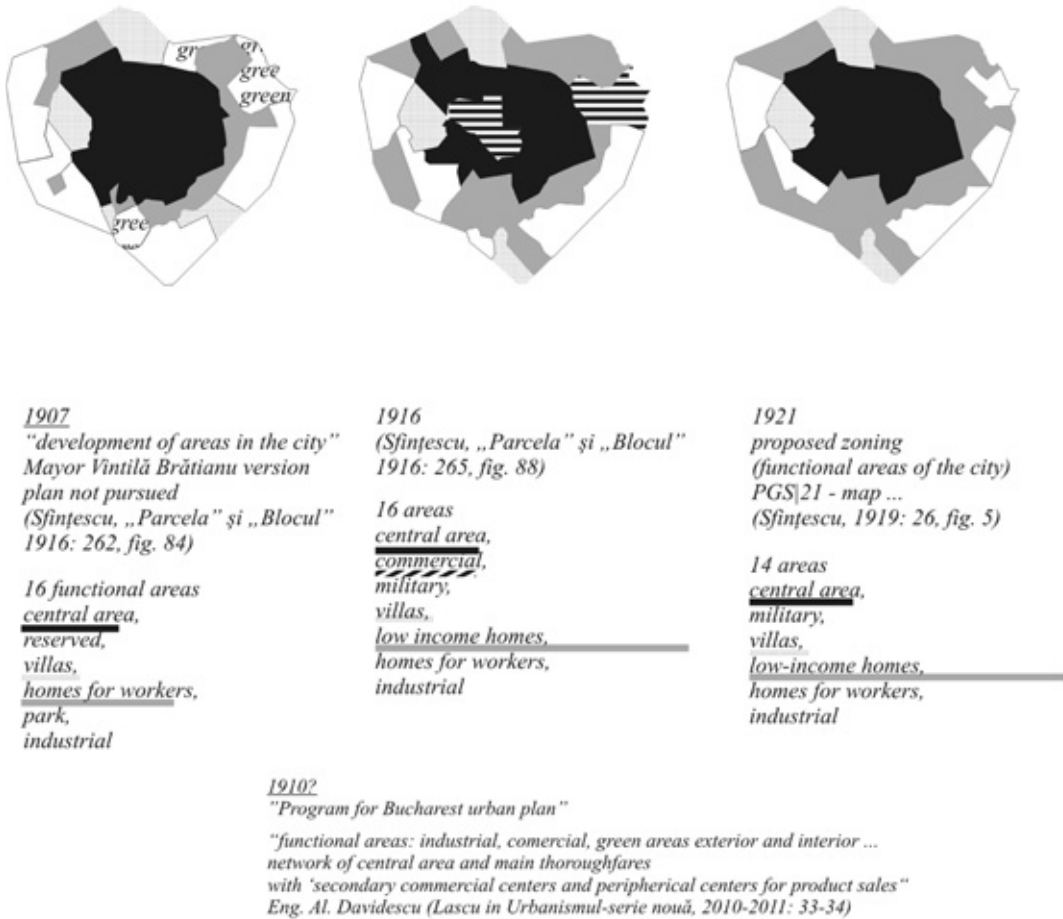 gre
gr
gree
green
gree
1907
“development of areas in the city”
Mayor Vintilă Brătianu version
plan not pursued
(Sfințescu, „Parcela” și „Blocul”
1916: 262, fig. 84)
16 functional areas
central area,
reserved,
villas,
homes for workers,
park,
industrial
1916
(Sfințescu, „Parcela” și „Blocul”
1916: 265, fig. 88)
16 areas
central area,
commercial,
military,
villas,
low income homes,
homes for workers,
industrial
1921
proposed zoning
(functional areas of the city)
PGS|21 - map ...
(Sfințescu, 1919: 26, fig. 5)
14 areas
central area,
military,
villas,
low-income homes,
homes for workers,
industrial
1910?
”Program for Bucharest urban plan”
“functional areas: industrial, comercial, green areas exterior and interior ...
network of central area and main thoroughfares
with ‘secondary commercial centers and peripherical centers for product sales“
Eng. Al. Davidescu (Lascu in Urbanismul-serie nouă, 2010-2011: 33-34)